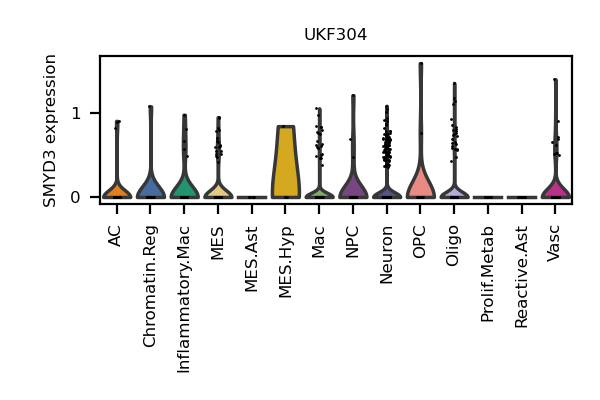 UKF304
SMYD3 expression
1
0
AC
Chromatin.Reg
Inflammatory.Mac
MES
MES.Ast
MES.Hyp
Mac
NPC
Neuron
OPC
Oligo
Prolif.Metab
Reactive.Ast
Vasc